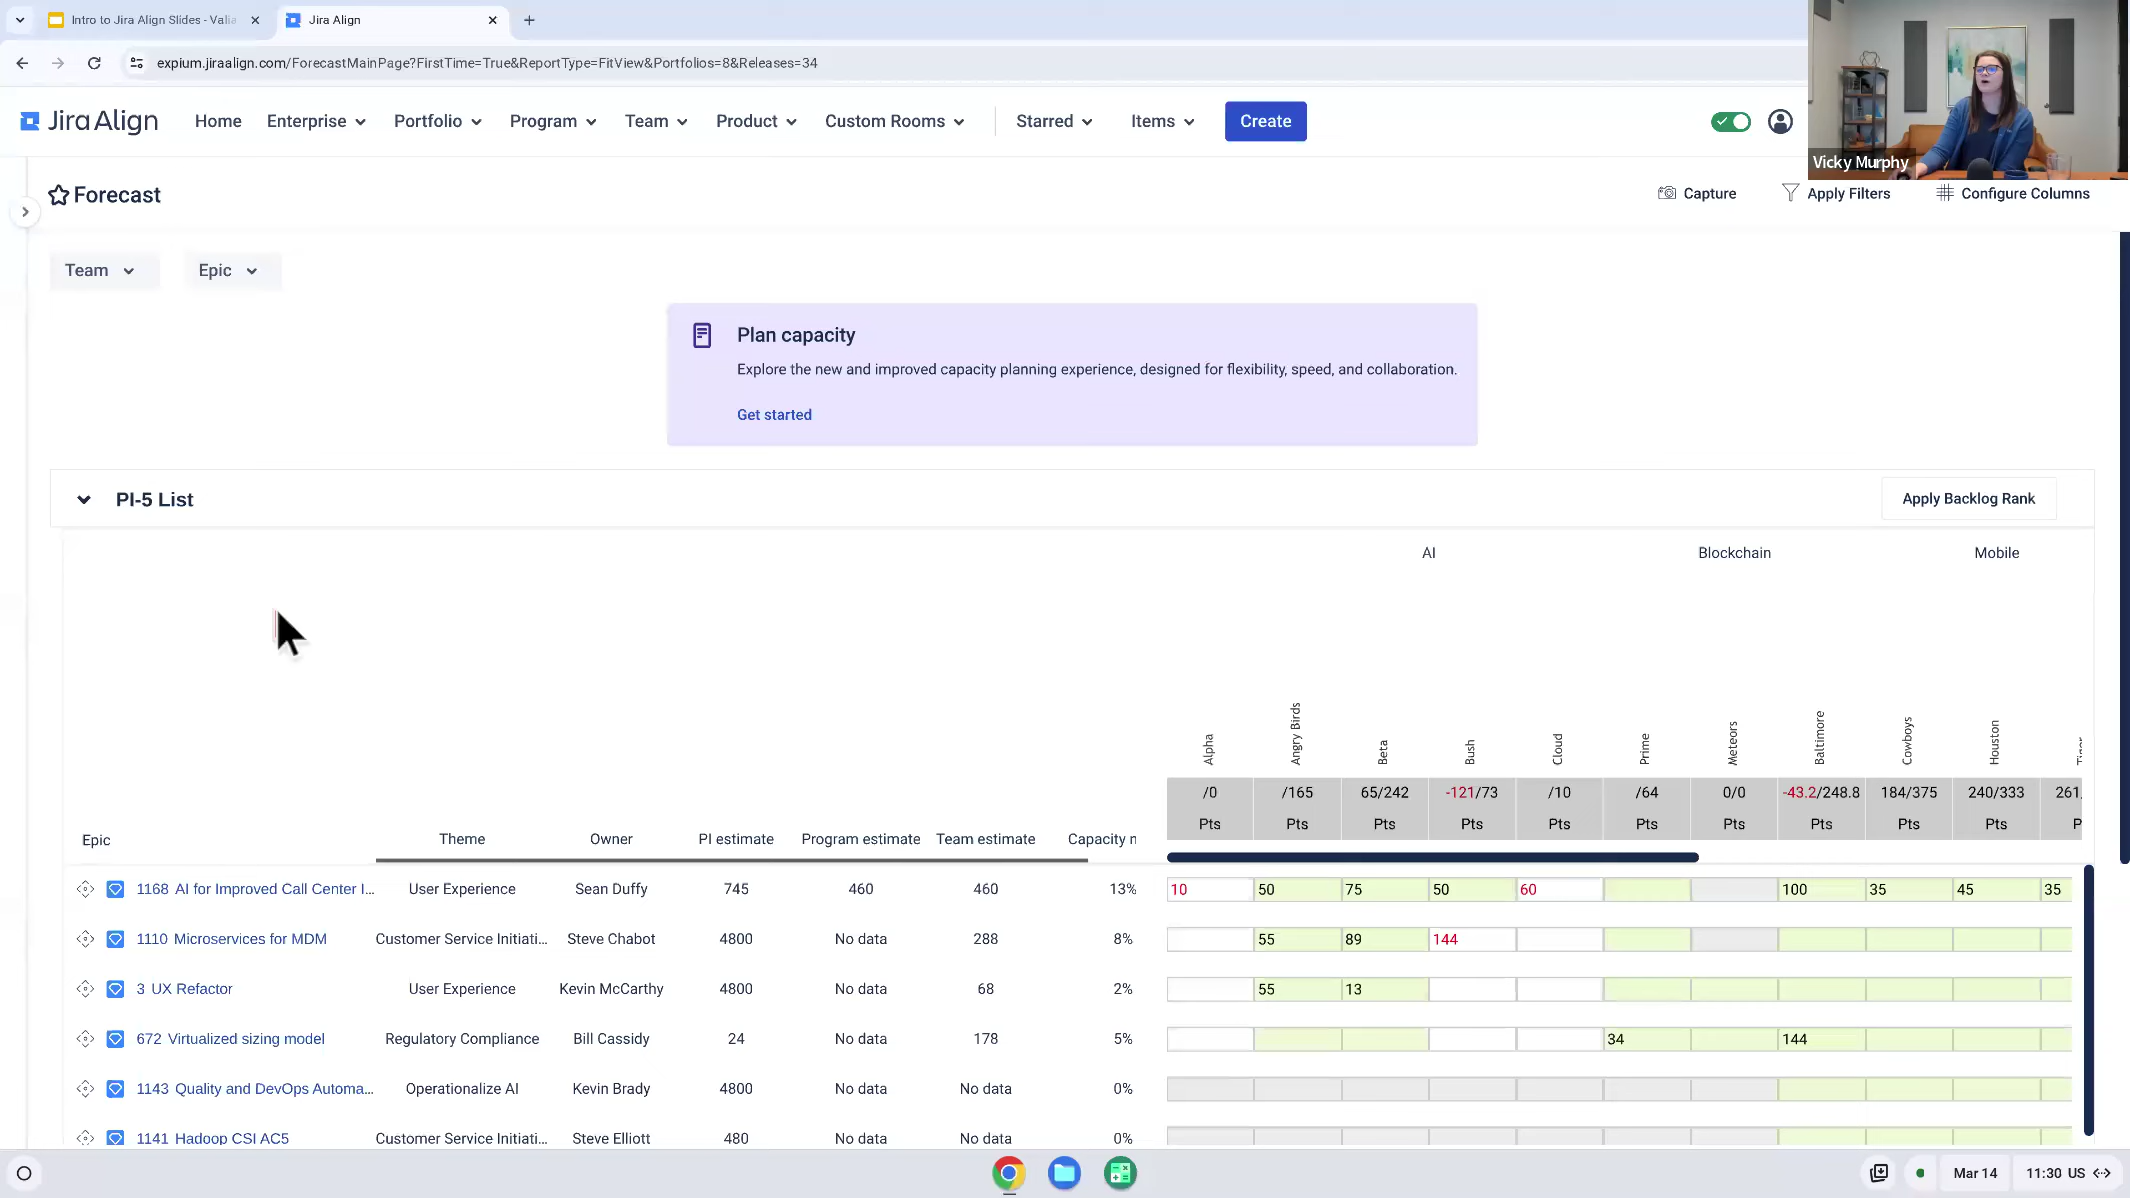 Intro to Jira Align Slides - Valia
Jira Align
expium.jiraalign.com/ForecastMainPage?FirstTime=True&ReportType=FitView&Portfolios=8&Releases=34
Jira Align Home Enterprise Portfolio Program Team Product Custom Rooms Starred Items Create
Vicky Murphy
Forecast
Capture Apply Filters Configure Columns
Team Epic
Plan capacity
Explore the new and improved capacity planning experience, designed for flexibility, speed, and collaboration.
Get started
PI-5 List Apply Backlog Rank
AI Blockchain Mobile
Alpha Angry Birds Beta Bush Cloud Prime Meteors Baltimore Cowboys Houston
/0 /165 65/242 -121/73 /10 /64 0/0 -43.2/248.8 184/375 240/333 261
Pts Pts Pts Pts Pts Pts Pts Pts Pts Pts P
Epic Theme Owner PI estimate Program estimate Team estimate Capacity n
1168 AI for Improved Call Center I... User Experience Sean Duffy 745 460 460 13% 10 50 75 50 60 100 35 45 35
1110 Microservices for MDM Customer Service Initiati... Steve Chabot 4800 No data 288 8% 55 89 144
3 UX Refactor User Experience Kevin McCarthy 4800 No data 68 2% 55 13
672 Virtualized sizing model Regulatory Compliance Bill Cassidy 24 No data 178 5% 34 144
1143 Quality and DevOps Automa... Operationalize AI Kevin Brady 4800 No data No data 0%
1141 Hadoop CSI AC5 Customer Service Initiati... Steve Elliott 480 No data No data 0%
Mar 14 11:30 US